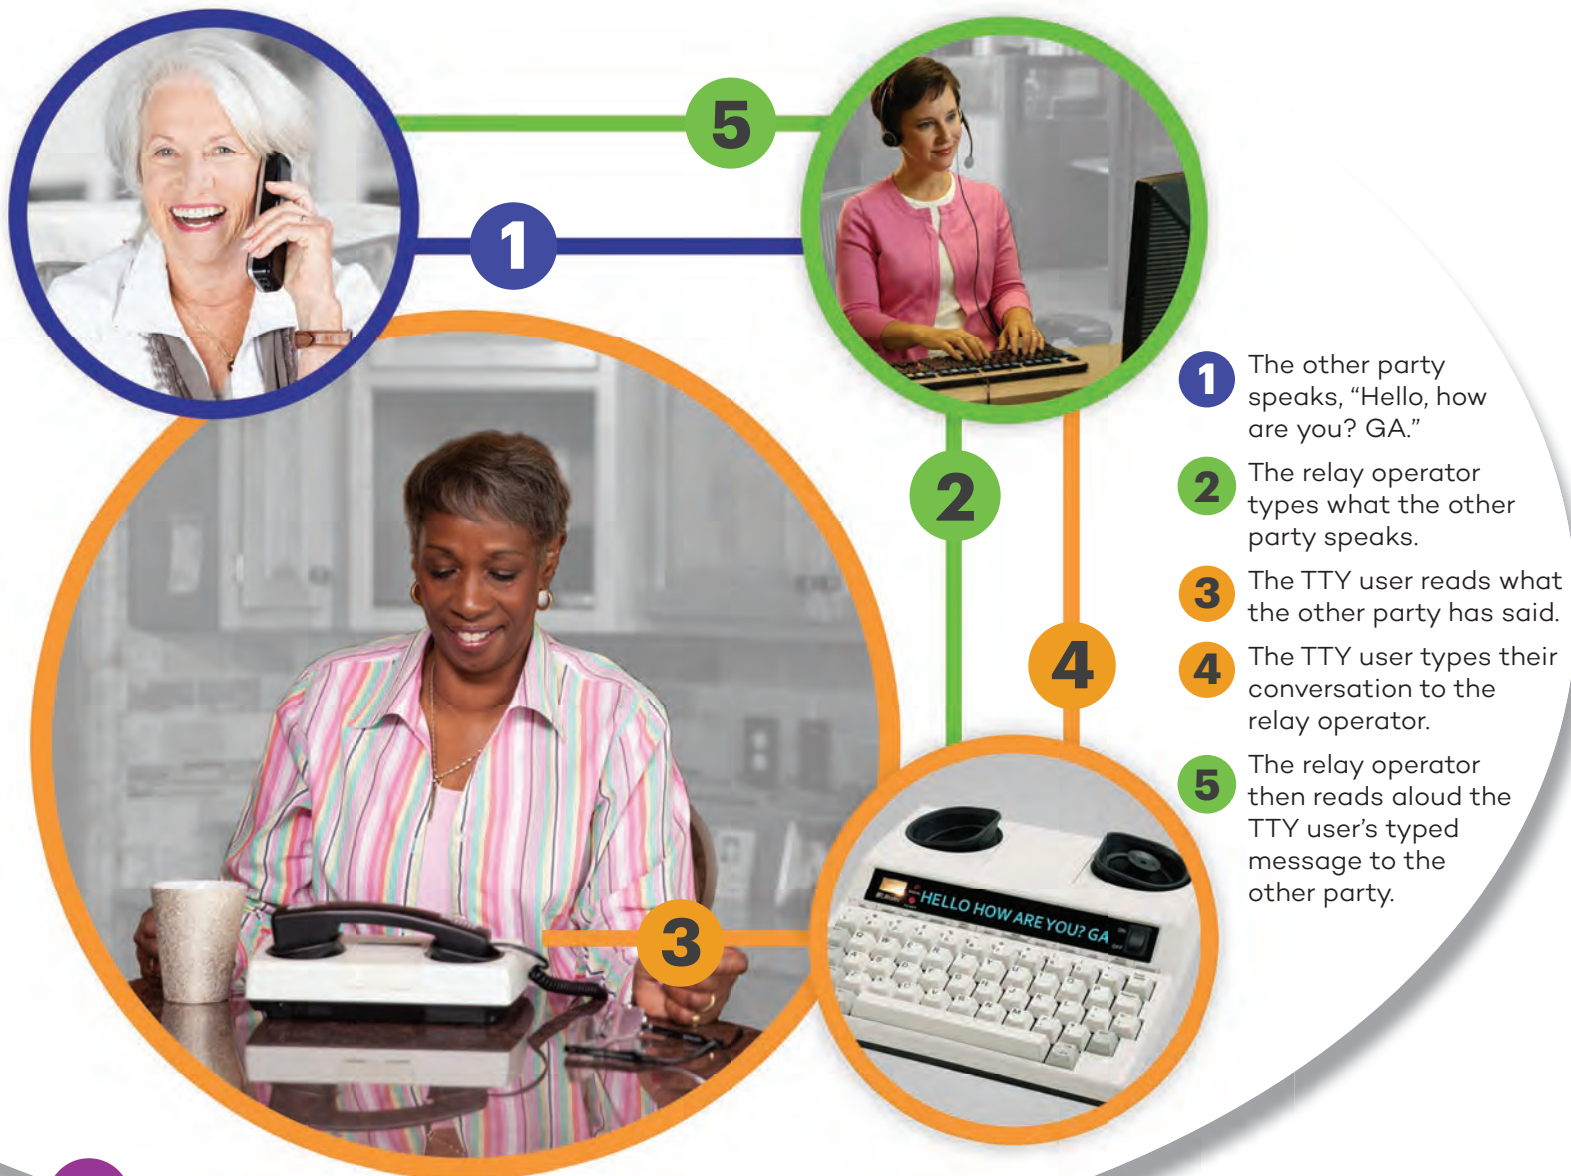 5
1
2
4
3
HELLO HOW ARE YOU? GA
ON
OFF
1 The other party
speaks, “Hello, how
are you? GA.”
2 The relay operator
types what the other
party speaks.
3 The TTY user reads what
the other party has said.
4 The TTY user types their
conversation to the
relay operator.
5 The relay operator
then reads aloud the
TTY user’s typed
message to the
other party.